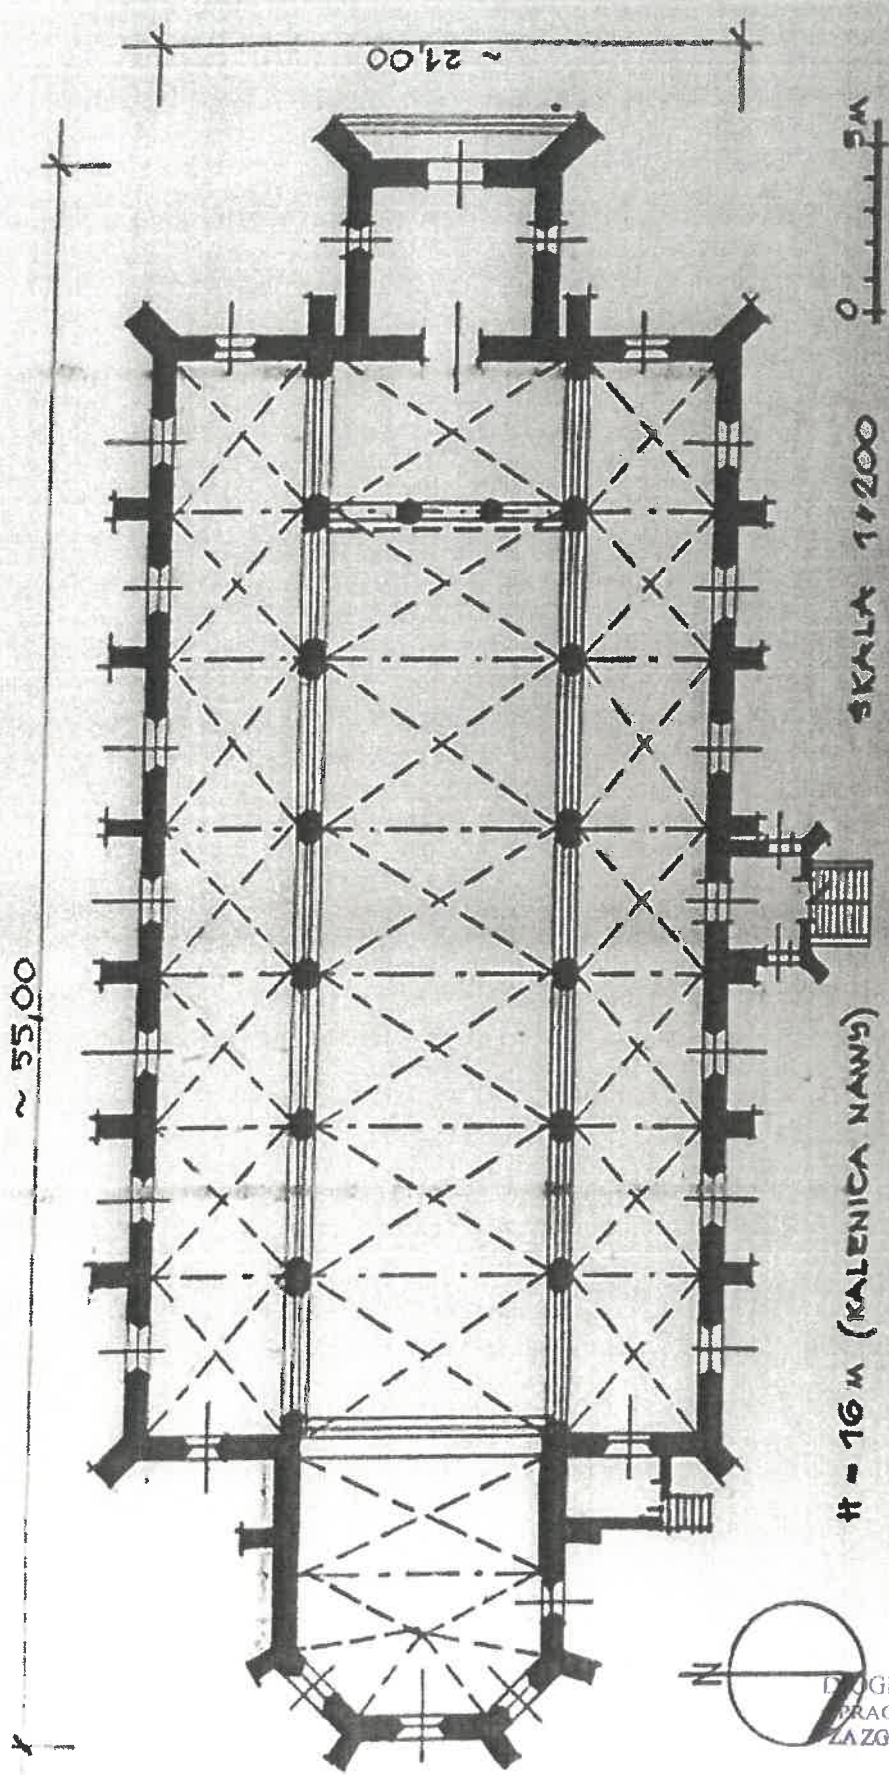 ~ 21,00
~ 55,00
0 5M
SKALA 1:200
H = 16 M (KALENICA NAWY)
N